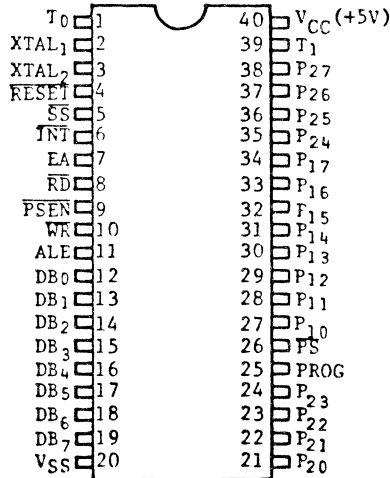 T0 1 40 VCC (+5V)
XTAL1 2 39 T1
XTAL2 3 38 P27
RESET 4 37 P26
SS 5 36 P25
INT 6 35 P24
EA 7 34 P17
RD 8 33 P16
PSEN 9 32 P15
WR 10 31 P14
ALE 11 30 P13
DB0 12 29 P12
DB1 13 28 P11
DB2 14 27 P10
DB3 15 26 PS
DB4 16 25 PROG
DB5 17 24 P23
DB6 18 23 P22
DB7 19 22 P21
VSS 20 21 P20